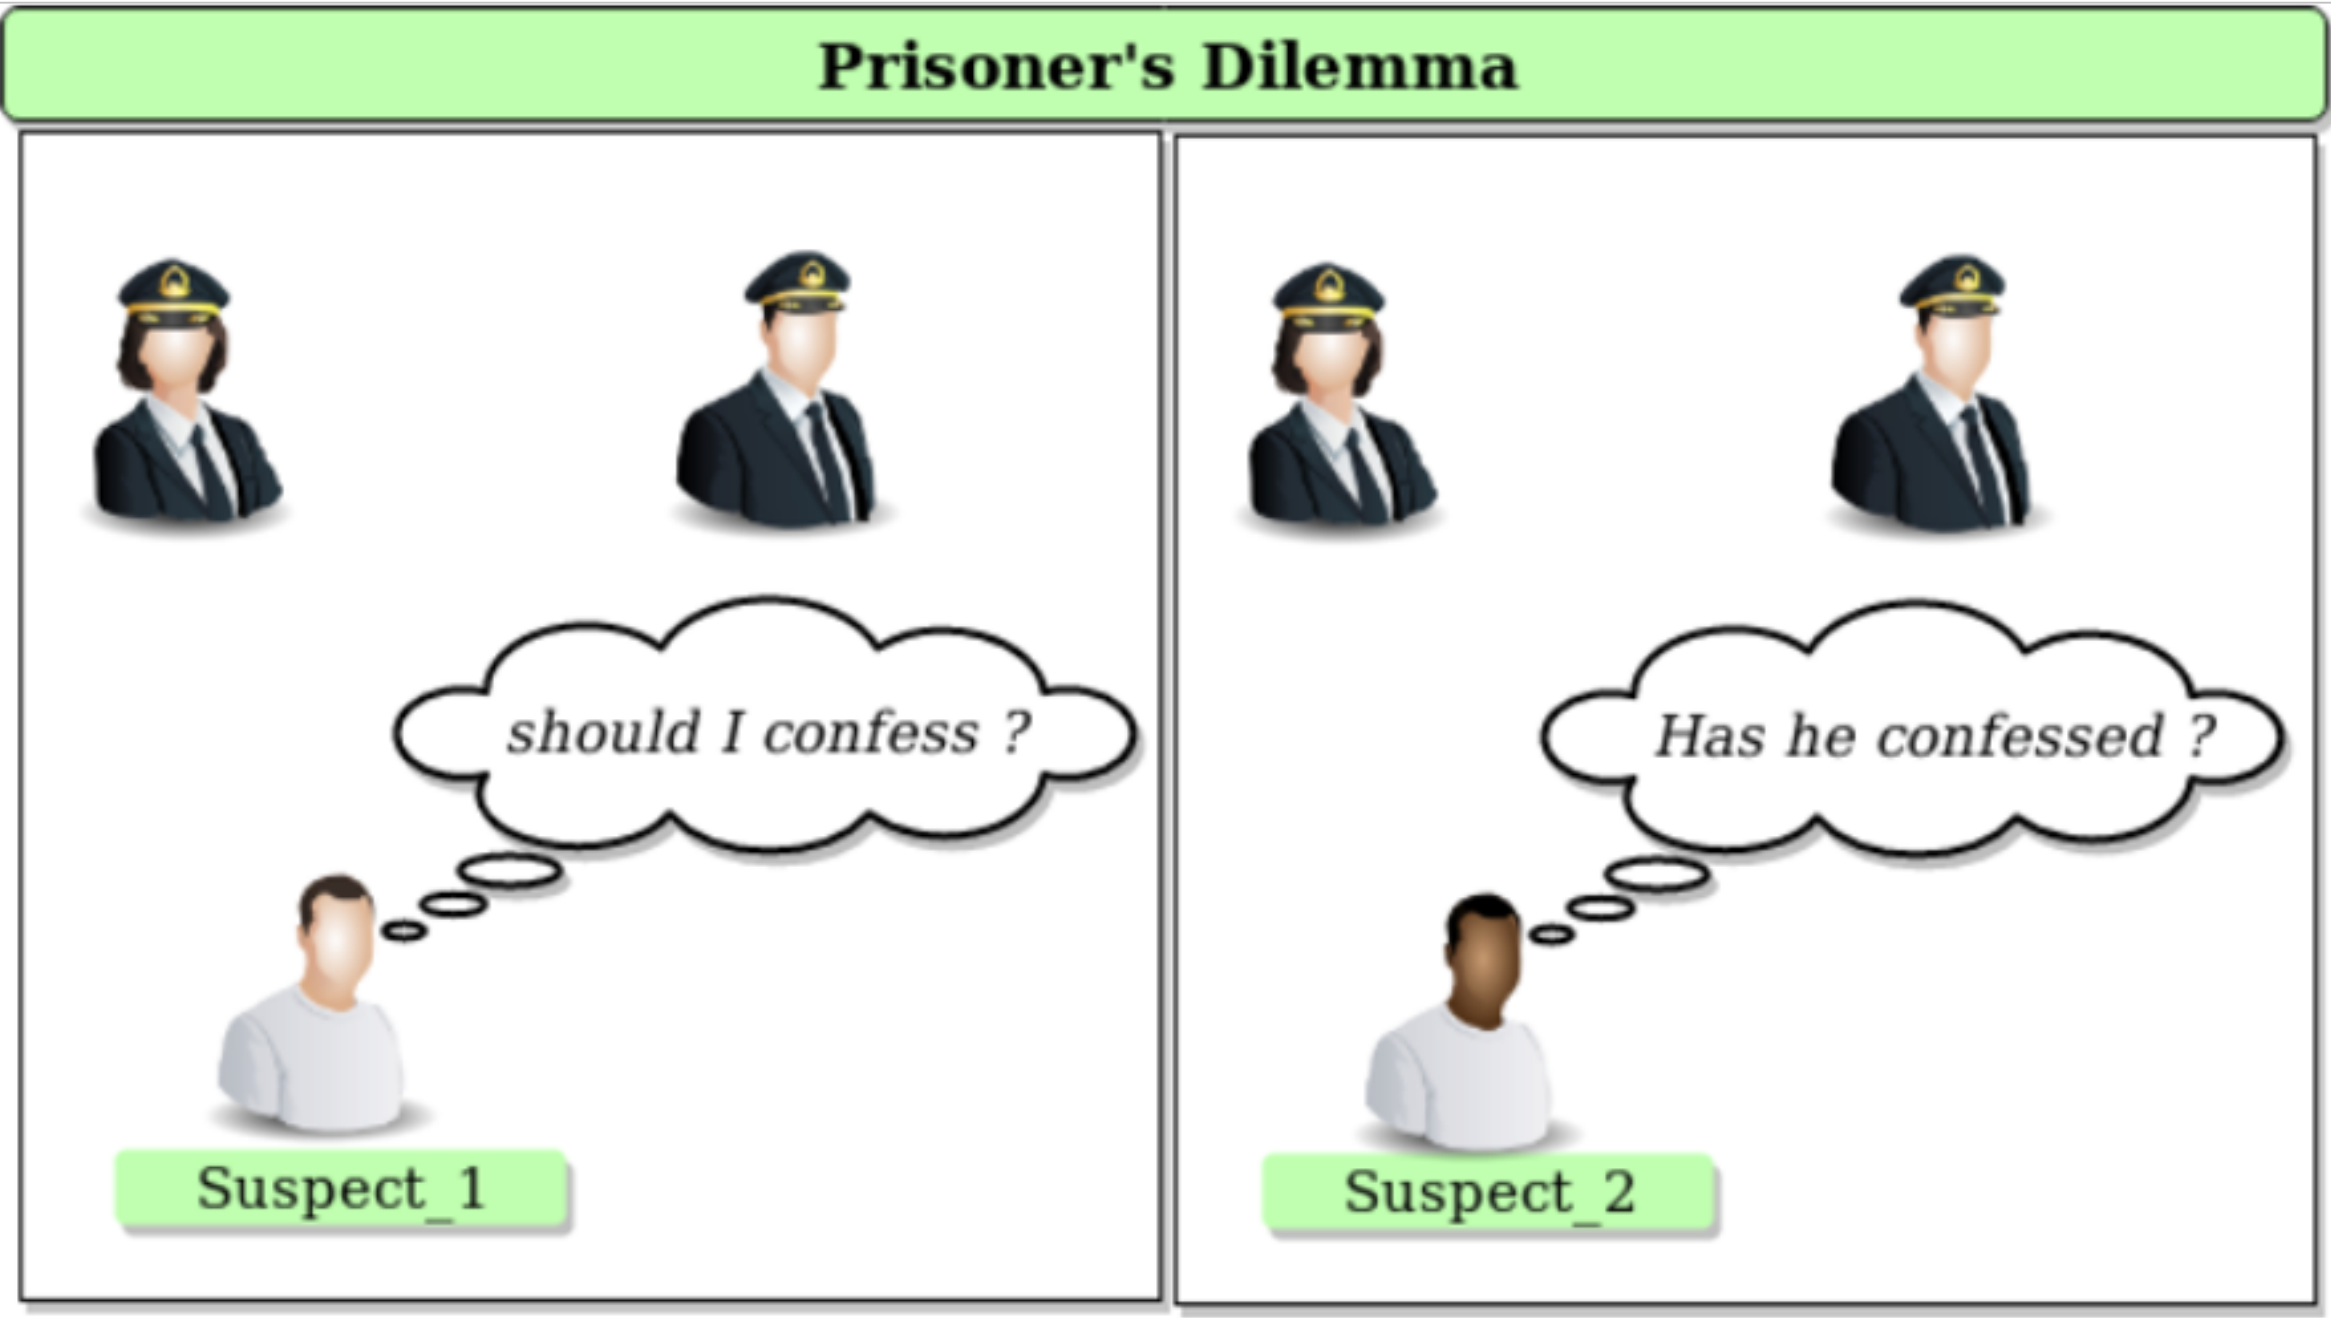 Prisoner's Dilemma
should I confess ?
Has he confessed ?
Suspect_1
Suspect_2